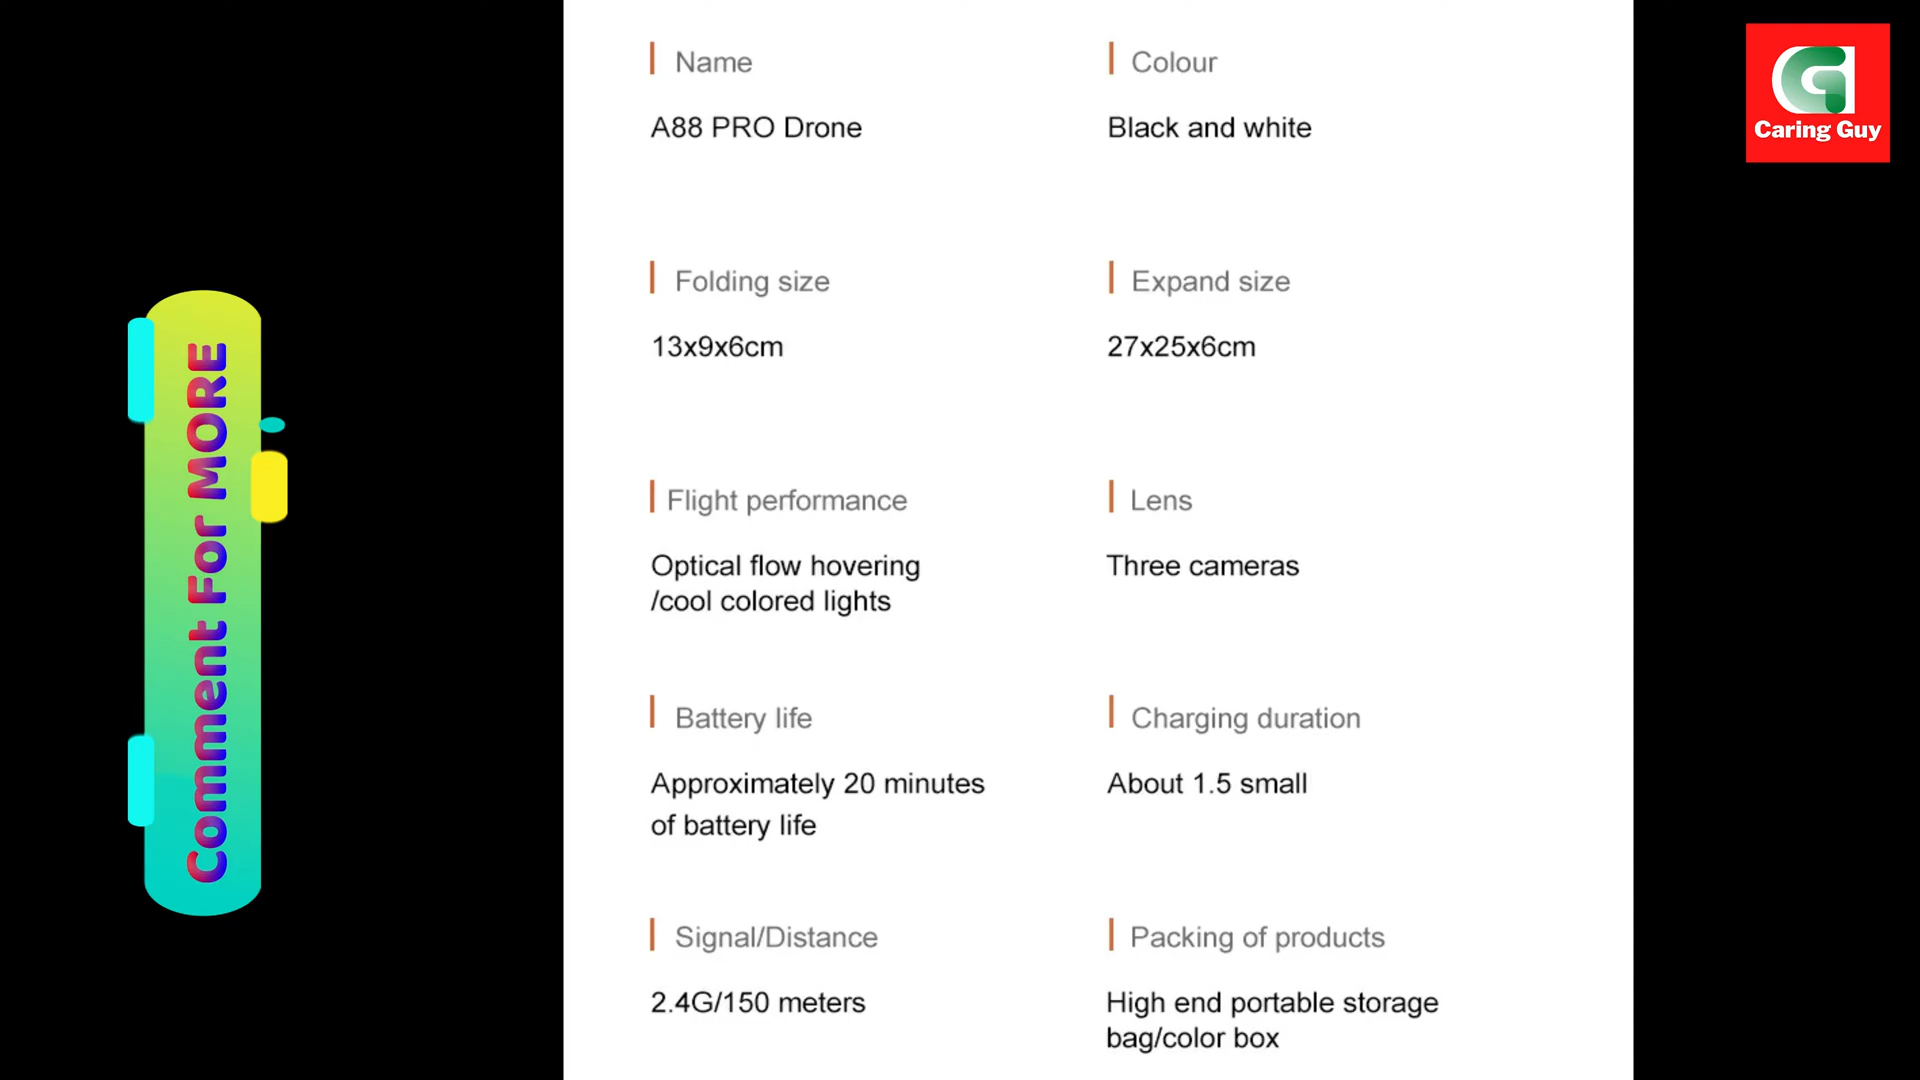 Name
Colour
A88 PRO Drone
Black and white
Folding size
Expand size
13x9x6cm
27x25x6cm
Flight performance
Lens
Optical flow hovering
/cool colored lights
Three cameras
Battery life
Charging duration
Approximately 20 minutes
of battery life
About 1.5 small
Signal/Distance
Packing of products
2.4G/150 meters
High end portable storage
bag/color box
Comment For MORE
Caring Guy